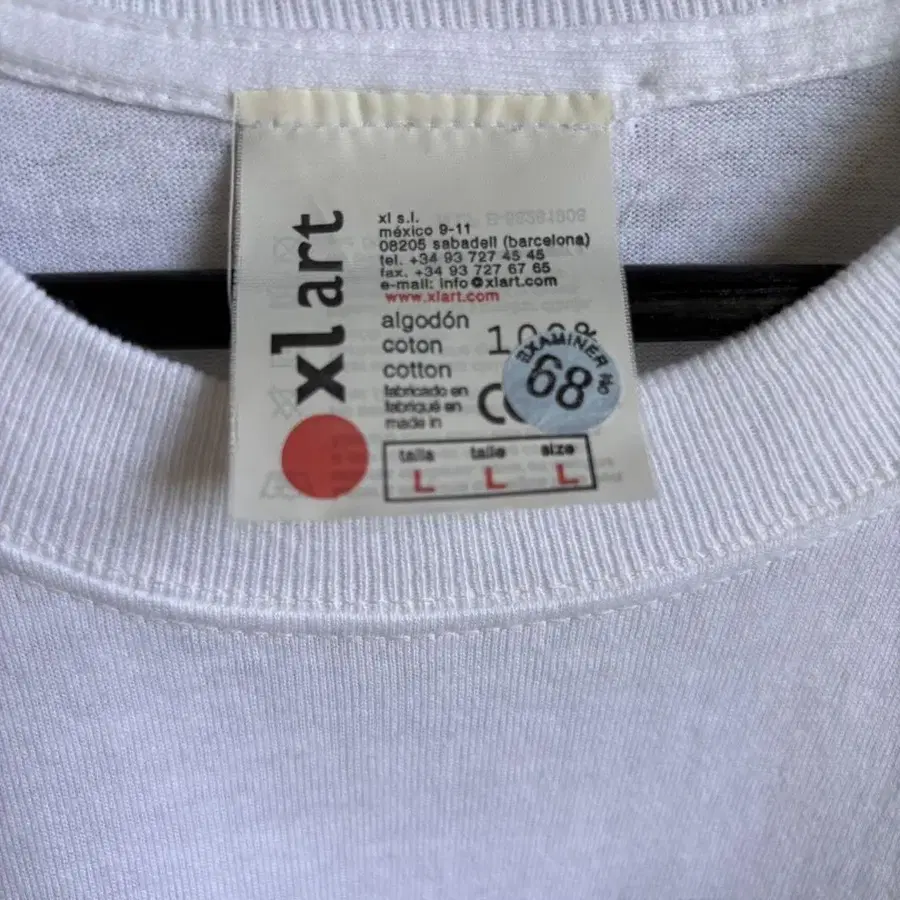 xlart
xl s.l.
méxico 9-11
08205 sabadell (barcelona)
tel. +34 93 727 45 45
fax. +34 93 727 67 65
e-mail: info@xlart.com
www.xlart.com
algodón
coton
cotton
100%
EXAMINER No
68
fabricado en
fabriqué en
made in
talla taille size
L L L